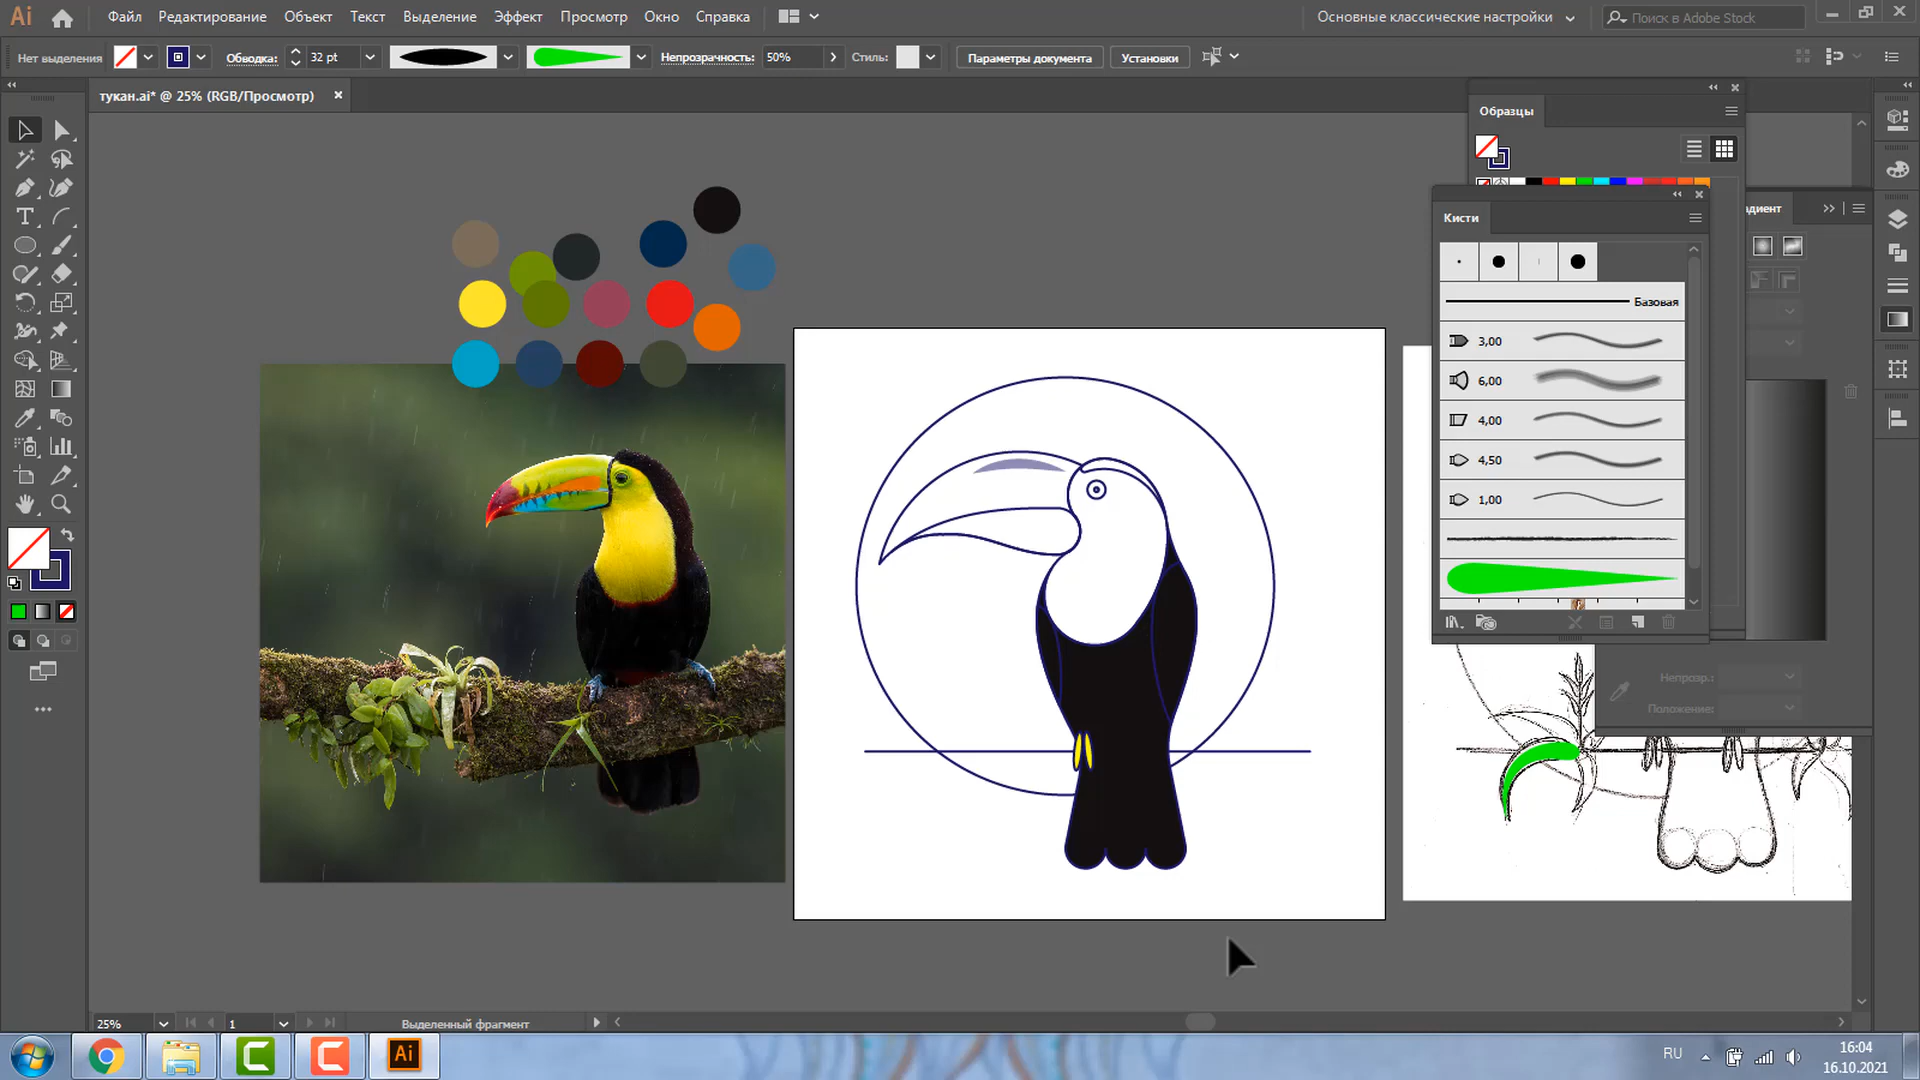 Ai
Файл
Редактирование
Объект
Текст
Выделение
Эффект
Просмотр
Окно
Справка
Основные классические настройки
Поиск в Adobe Stock
Нет выделения
Обводка:
32 pt
Непрозрачность:
50%
Стиль:
Параметры документа
Установки
тукан.ai* @ 25% (RGB/Просмотр)
Образцы
Кисти
адиент
Базовая
3,00
6,00
4,00
4,50
1,00
Непрозр.:
Положение:
25%
1
Выделенный фрагмент
Ai
RU
16:04
16.10.2021